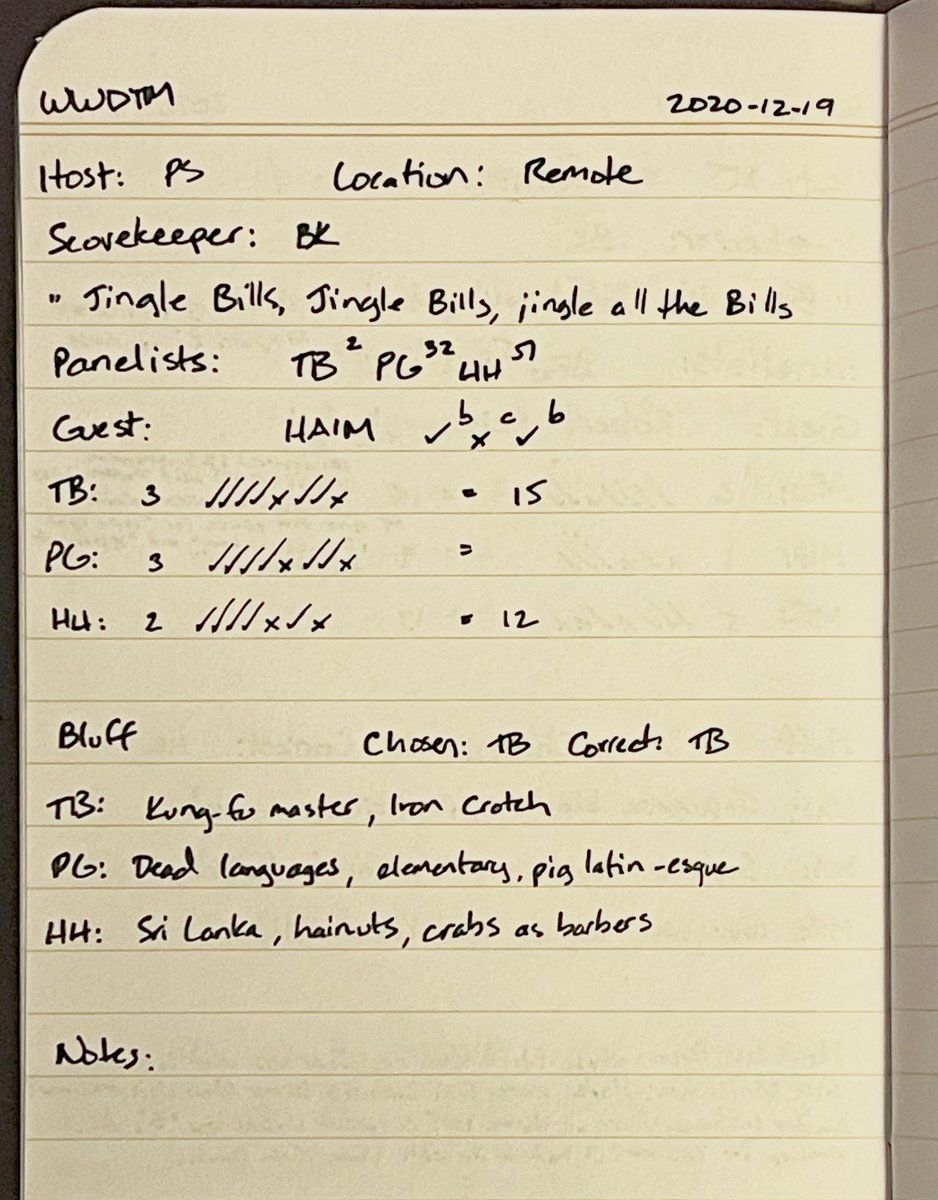 WWDTM 2020-12-19
Host: PS Location: Remote
Scorekeeper: BK
" Jingle Bills, Jingle Bills, jingle all the Bills
Panelists: TB 2 PG 32 HH 51
Guest: HAIM ✓ b x c ✓ b
TB: 3 ✓✓✓✓x✓✓x = 15
PG: 3 ✓✓✓✓x✓✓x =
HH: 2 ✓✓✓✓x✓x = 12
Bluff Chosen: TB Correct: TB
TB: Kung-fu master, Iron Crotch
PG: Dead languages, elementary, pig latin-esque
HH: Sri Lanka, haircuts, crabs as barbers
Notes: